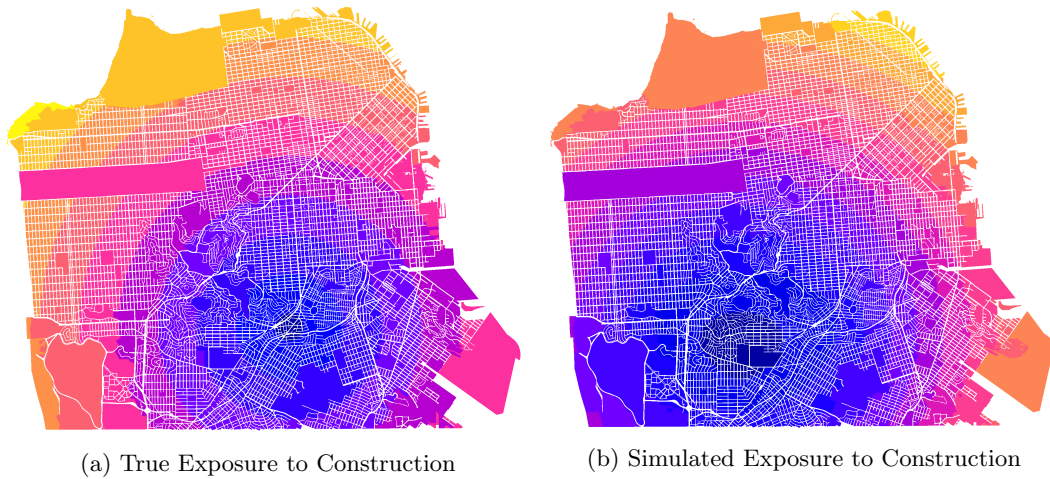 (a) True Exposure to Construction
(b) Simulated Exposure to Construction